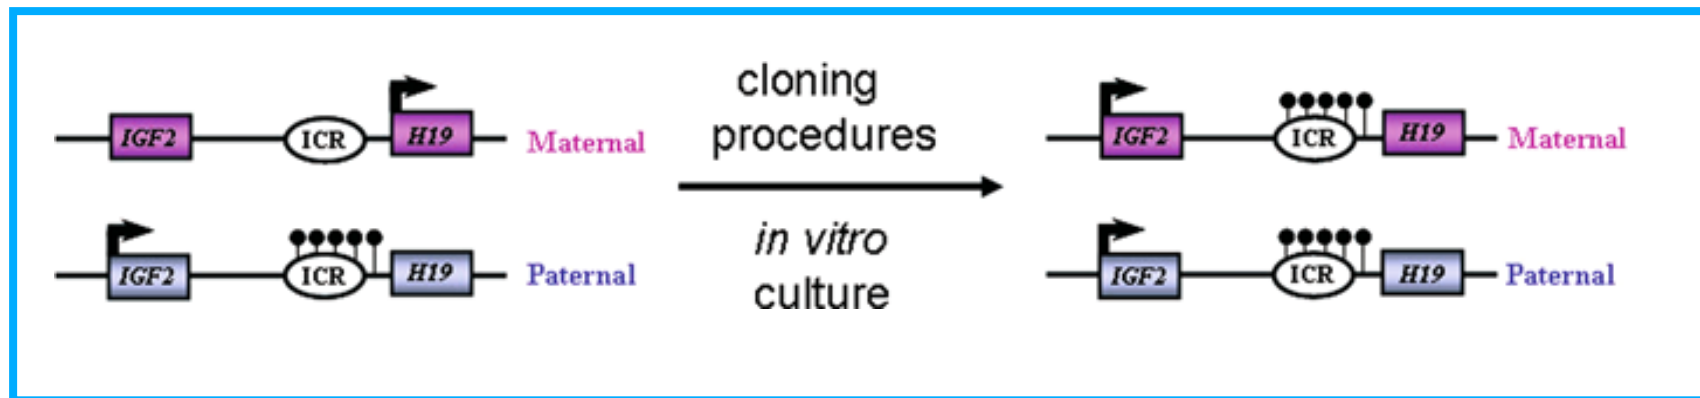 IGF2 ICR H19 Maternal
IGF2 ICR H19 Paternal
cloning
procedures
in vitro
culture
IGF2 ICR H19 Maternal
IGF2 ICR H19 Paternal